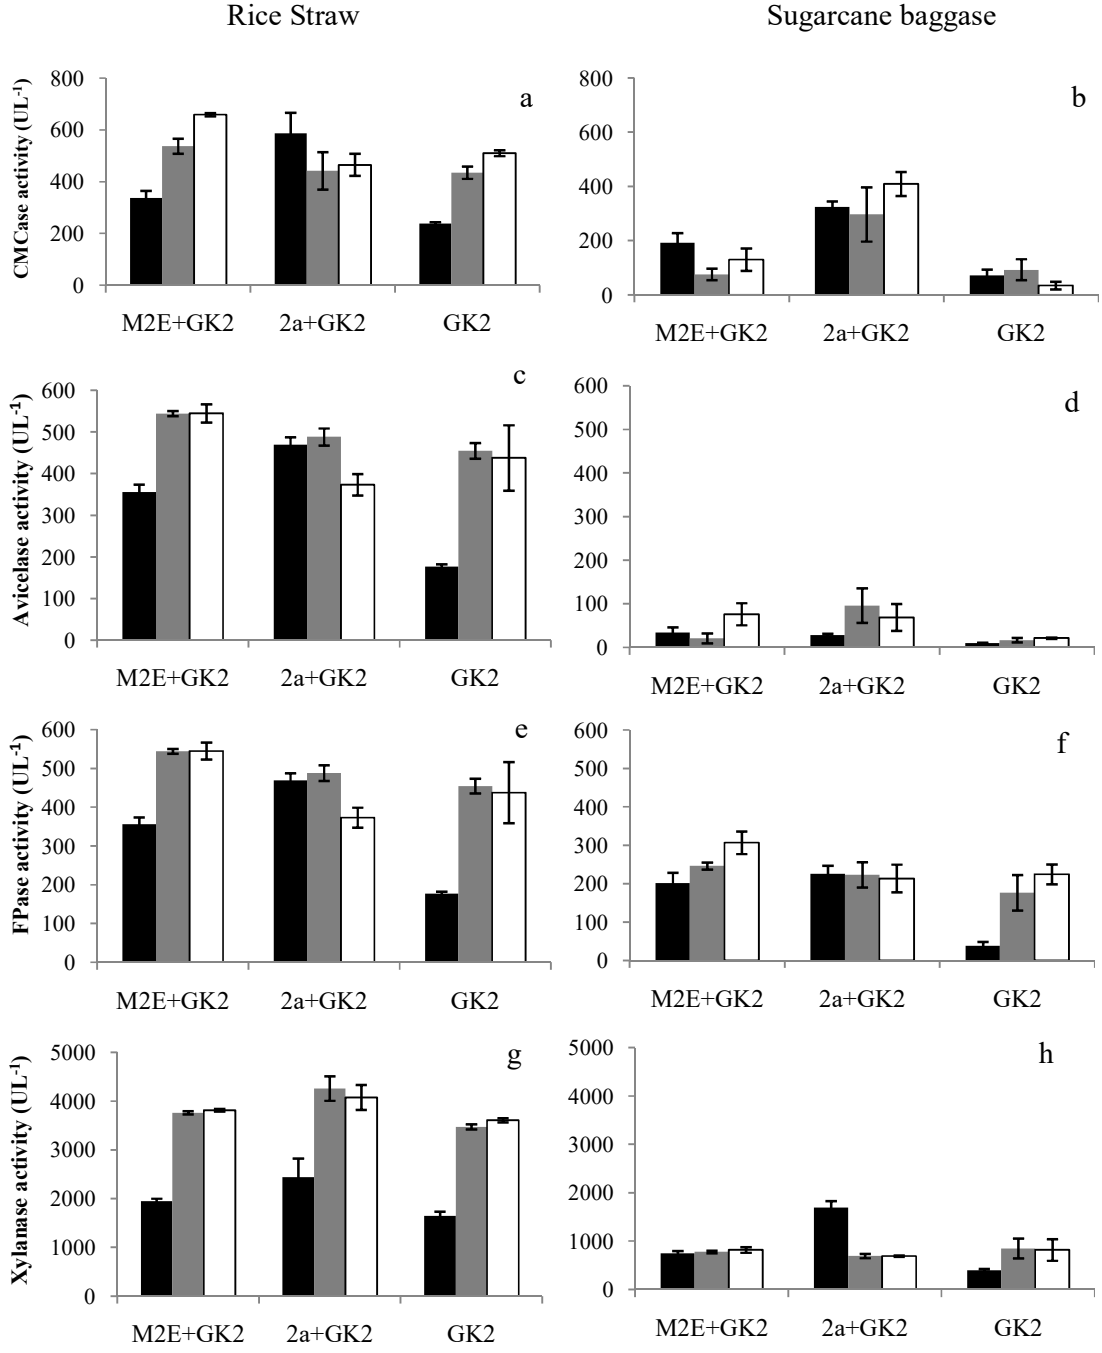 Rice Straw
Sugarcane baggase
CMCase activity (UL-1)
800
600
400
200
0
a
M2E+GK2 2a+GK2 GK2
800
600
400
200
0
b
M2E+GK2 2a+GK2 GK2
Avicelase activity (UL-1)
600
500
400
300
200
100
0
c
M2E+GK2 2a+GK2 GK2
600
500
400
300
200
100
0
d
M2E+GK2 2a+GK2 GK2
FPase activity (UL-1)
600
500
400
300
200
100
0
e
M2E+GK2 2a+GK2 GK2
600
500
400
300
200
100
0
f
M2E+GK2 2a+GK2 GK2
Xylanase activity (UL-1)
5000
4000
3000
2000
1000
0
g
M2E+GK2 2a+GK2 GK2
5000
4000
3000
2000
1000
0
h
M2E+GK2 2a+GK2 GK2